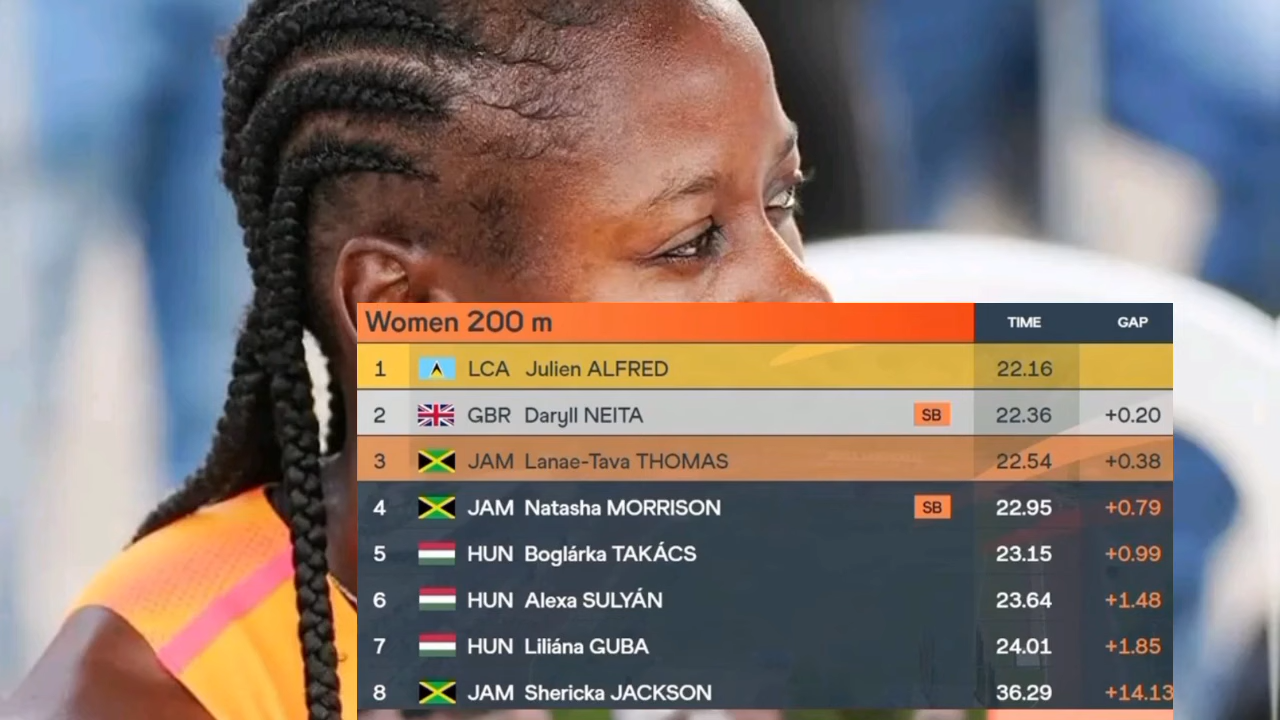 Women 200 m TIME GAP
1 LCA Julien ALFRED 22.16
2 GBR Daryll NEITA SB 22.36 +0.20
3 JAM Lanae-Tava THOMAS 22.54 +0.38
4 JAM Natasha MORRISON SB 22.95 +0.79
5 HUN Boglárka TAKÁCS 23.15 +0.99
6 HUN Alexa SULYÁN 23.64 +1.48
7 HUN Liliána GUBA 24.01 +1.85
8 JAM Shericka JACKSON 36.29 +14.13